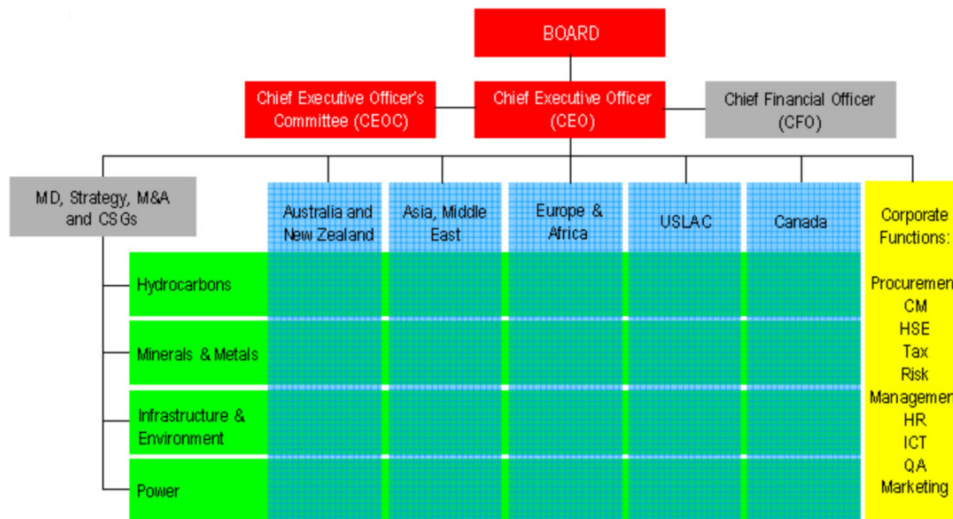 BOARD
Chief Executive Officer's
Committee (CEOC)
Chief Executive Officer
(CEO)
Chief Financial Officer
(CFO)
MD, Strategy, M&A
and CSGs
Australia and
New Zealand
Asia, Middle
East
Europe &
Africa
USLAC
Canada
Corporate
Functions:
Procuremen
CM
HSE
Tax
Risk
Managemen
HR
ICT
QA
Marketing
Hydrocarbons
Minerals & Metals
Infrastructure &
Environment
Power